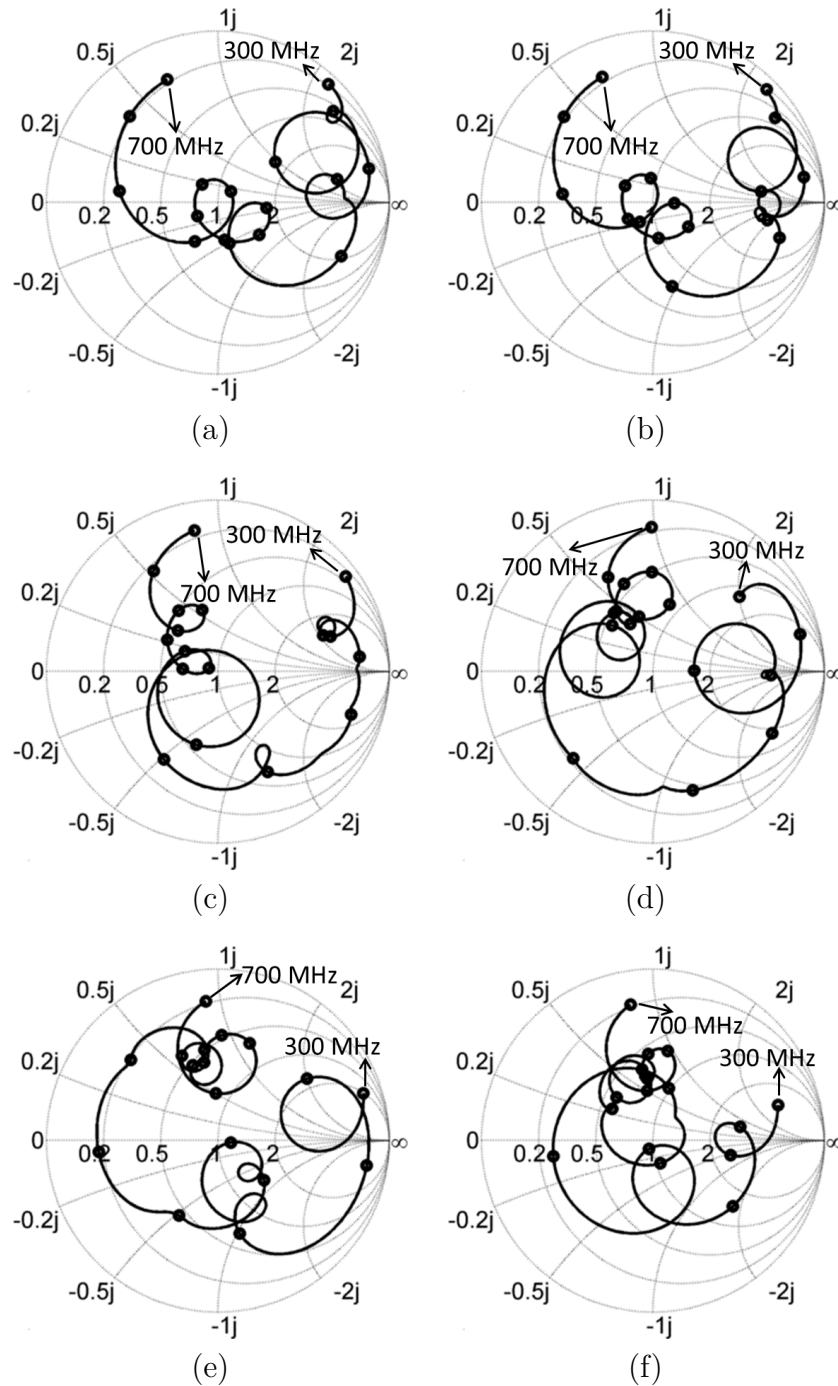 1j
0.5j 300 MHz 2j
0.2j 700 MHz
0 0.2 0.5 1 2 ∞
-0.2j
-0.5j -2j
-1j
(a)
1j
0.5j 300 MHz 2j
0.2j 700 MHz
0 0.2 0.5 1 2 ∞
-0.2j
-0.5j -2j
-1j
(b)
1j
0.5j 300 MHz 2j
0.2j 700 MHz
0 0.2 0.5 1 2 ∞
-0.2j
-0.5j -2j
-1j
(c)
1j
0.5j 2j
700 MHz 300 MHz
0.2j
0 0.2 0.5 1 2 ∞
-0.2j
-0.5j -2j
-1j
(d)
1j
700 MHz
0.5j 2j
0.2j 300 MHz
0 0.2 0.5 1 2 ∞
-0.2j
-0.5j -2j
-1j
(e)
1j
0.5j 2j
700 MHz
0.2j 300 MHz
0 0.2 0.5 1 2 ∞
-0.2j
-0.5j -2j
-1j
(f)